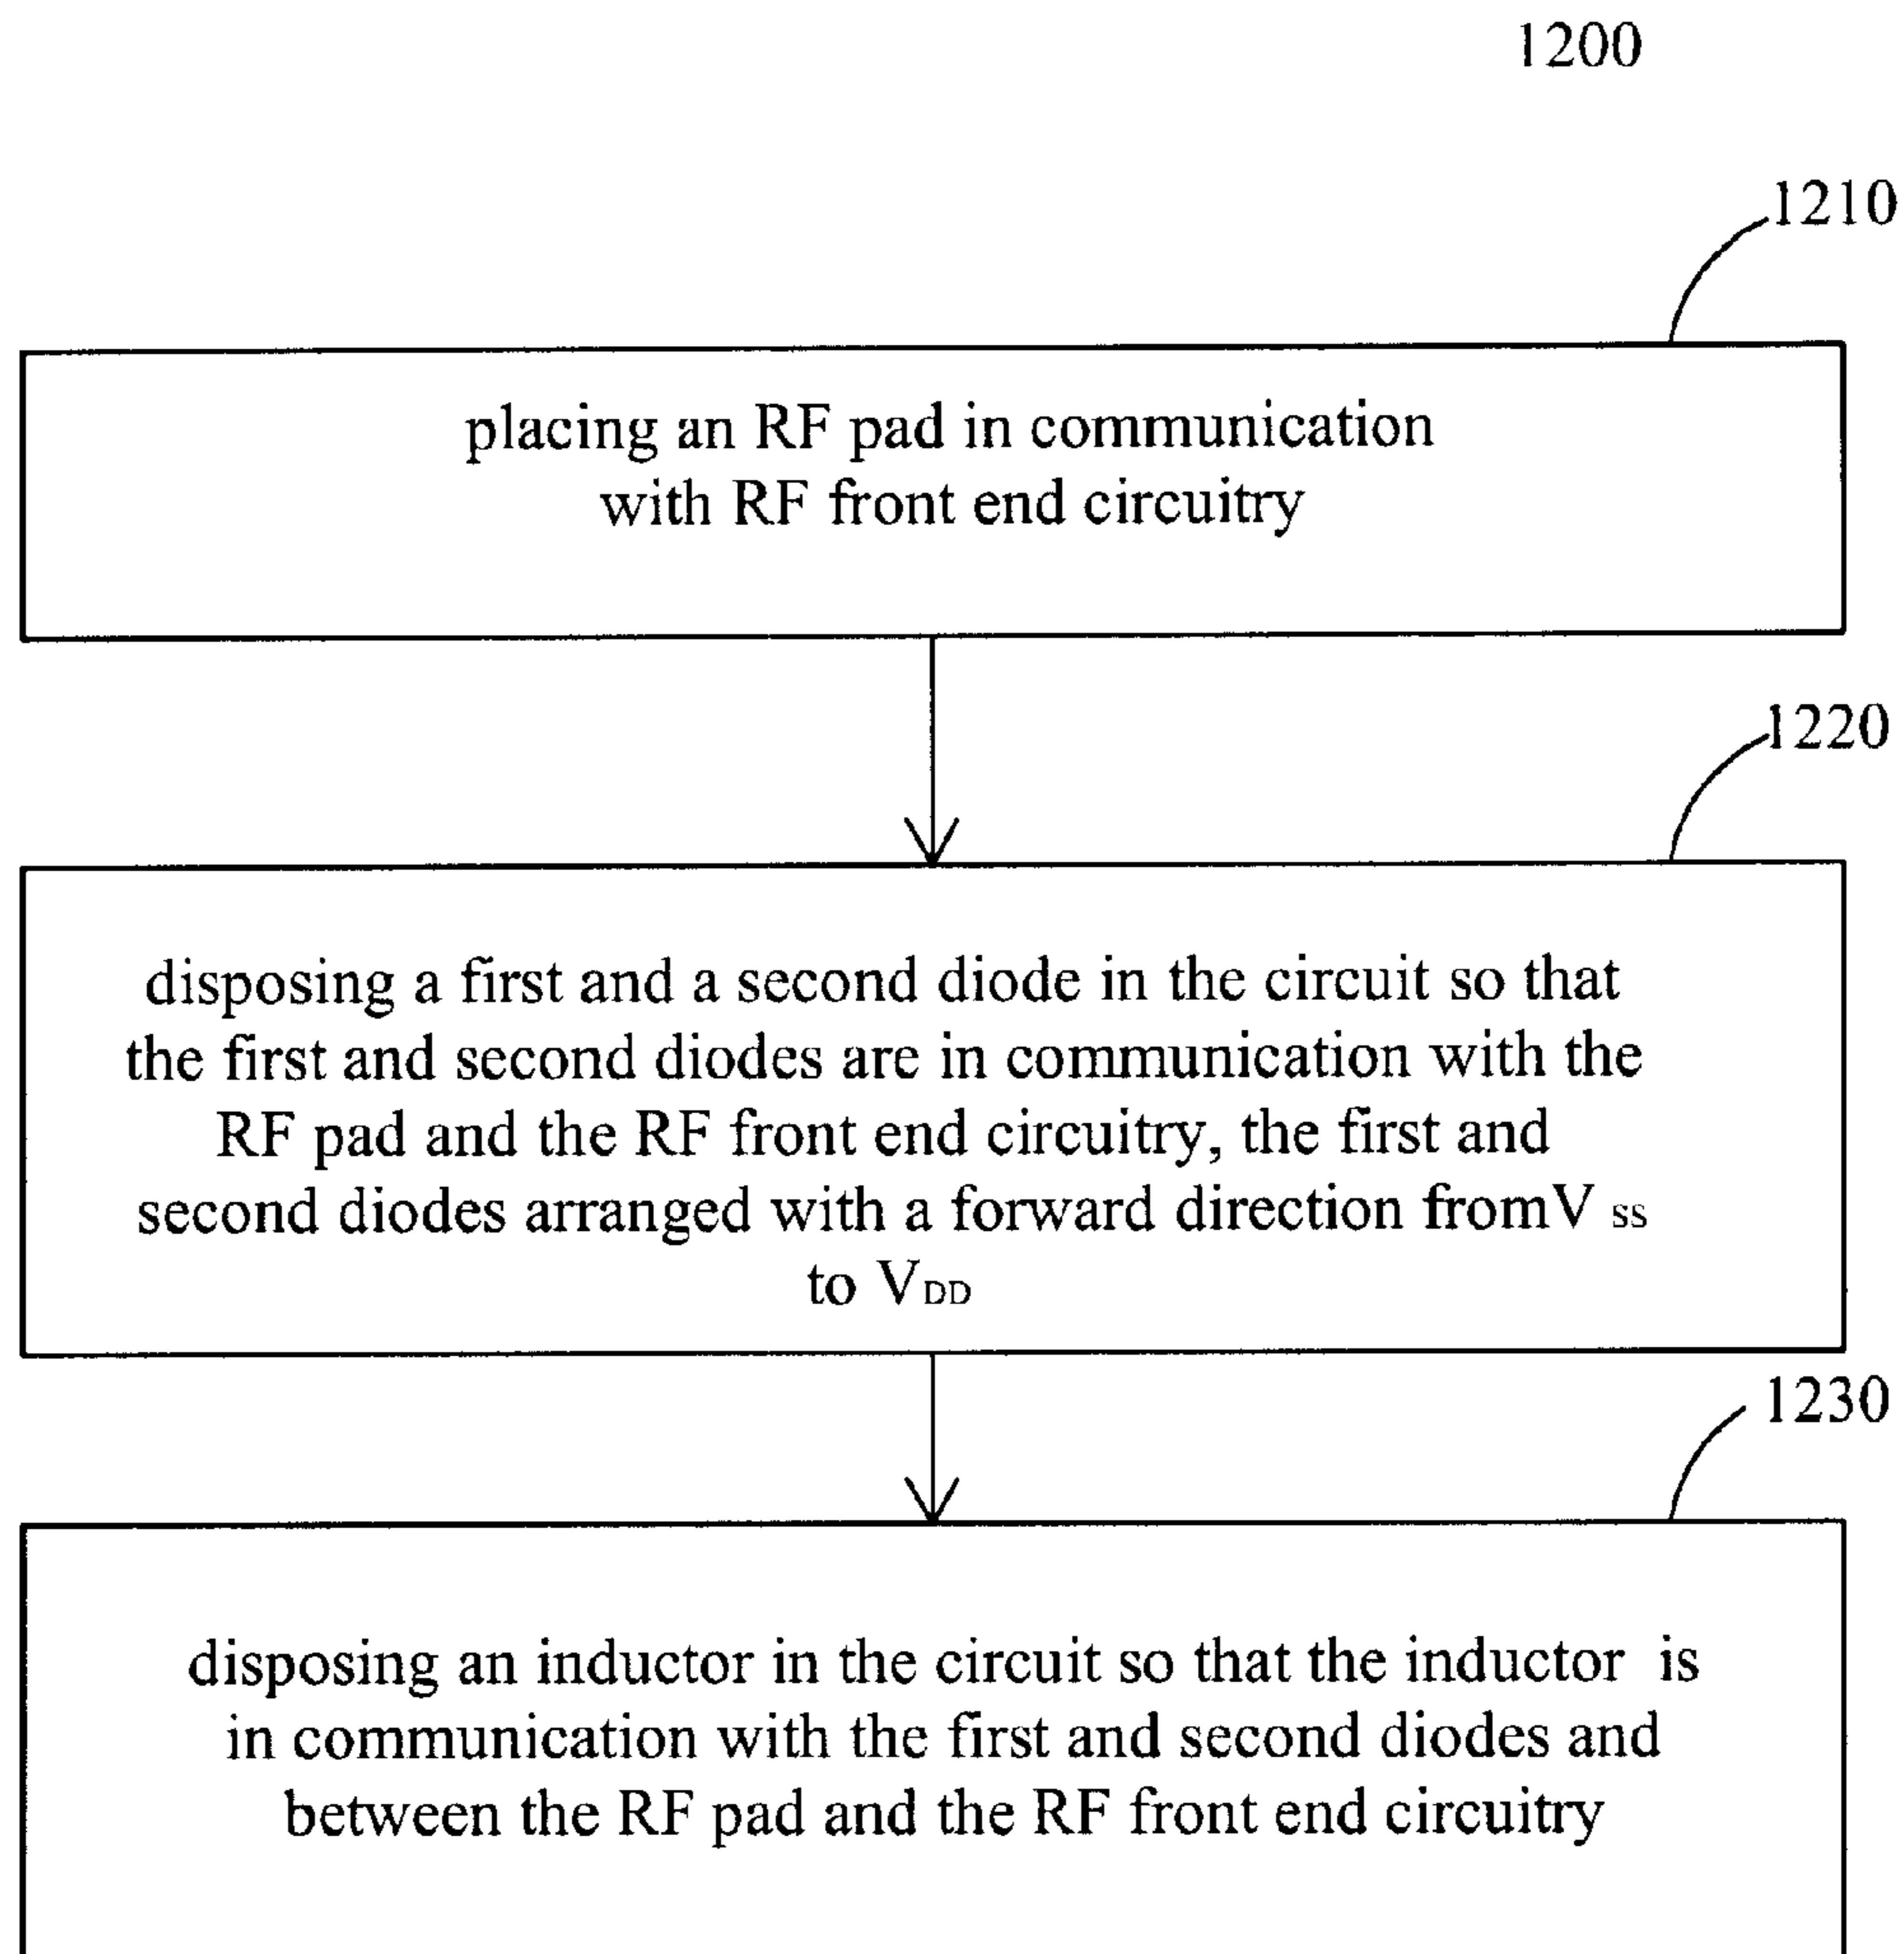 1200
1210
placing an RF pad in communication
with RF front end circuitry
1220
disposing a first and a second diode in the circuit so that
the first and second diodes are in communication with the
RF pad and the RF front end circuitry, the first and
second diodes arranged with a forward direction fromV SS
to VDD
1230
disposing an inductor in the circuit so that the inductor is
in communication with the first and second diodes and
between the RF pad and the RF front end circuitry